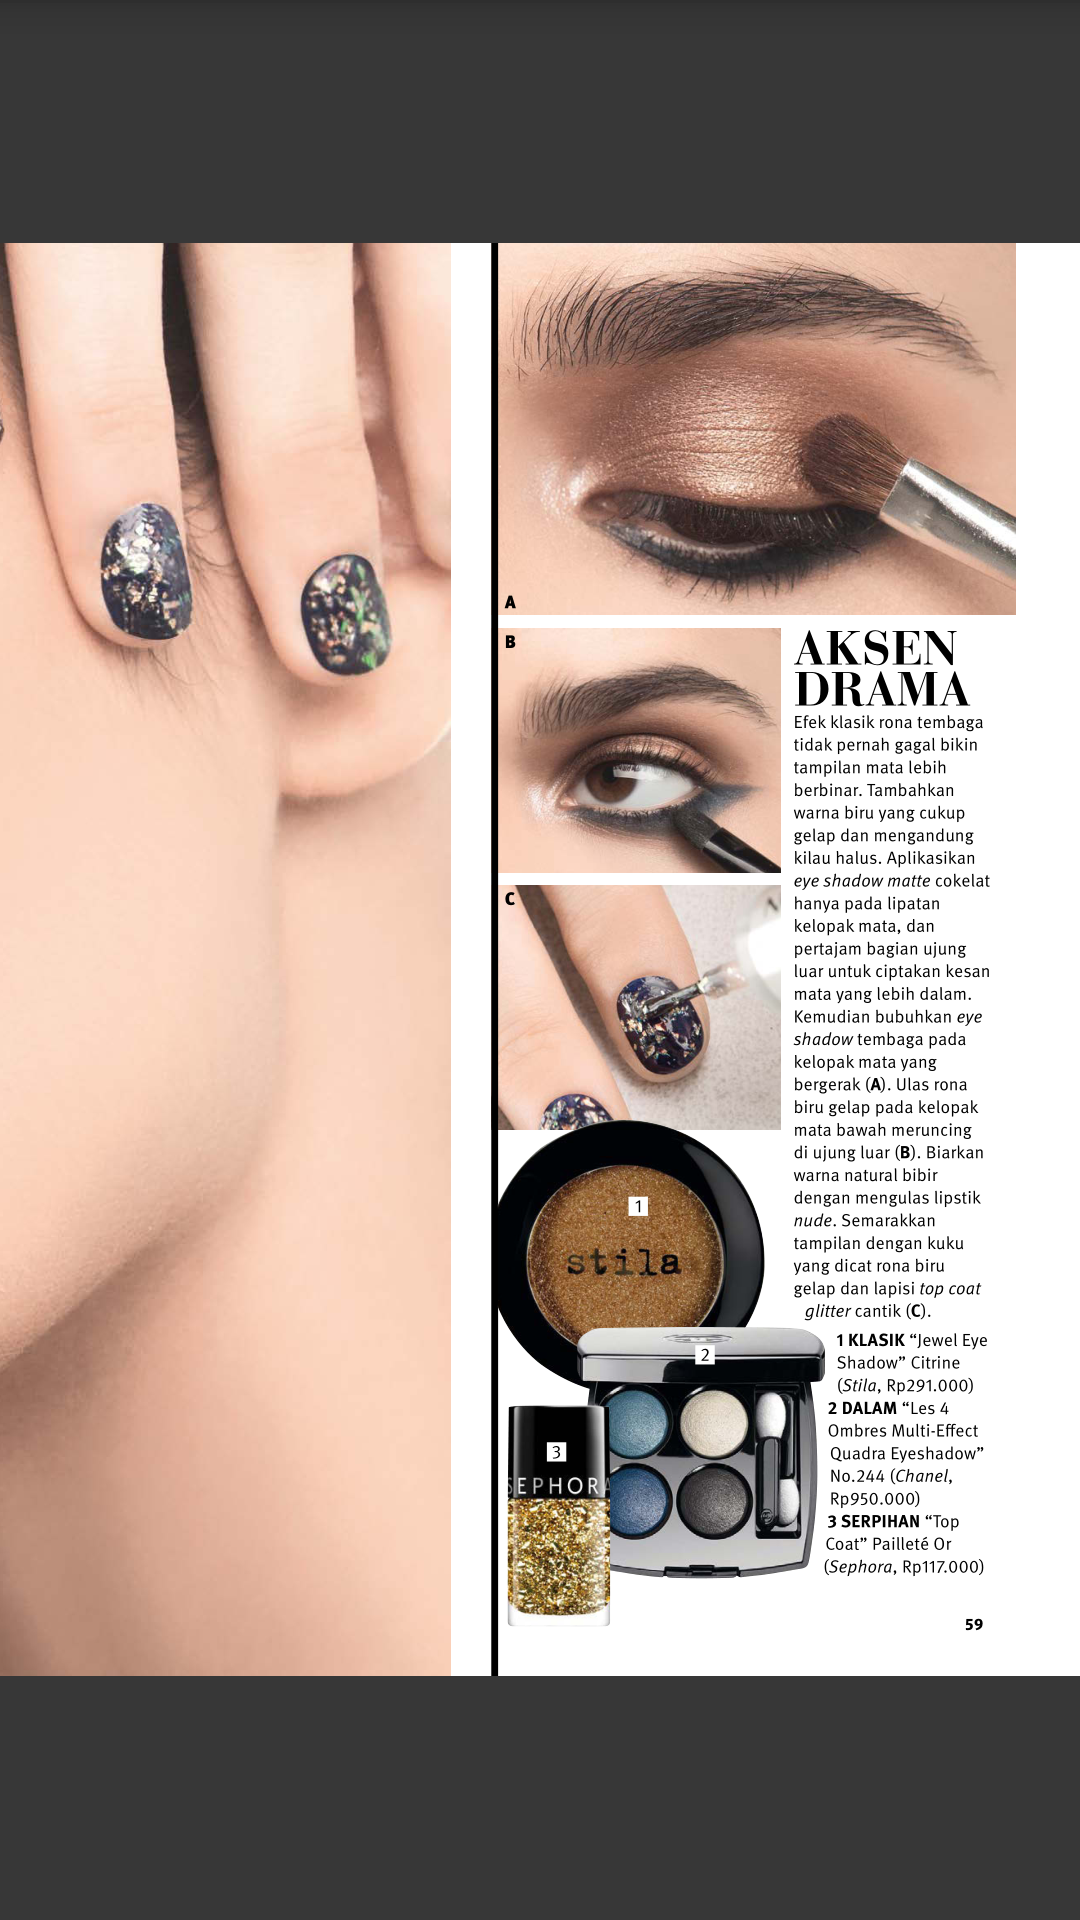 A
B
C
AKSEN
DRAMA
Efek klasik rona tembaga
tidak pernah gagal bikin
tampilan mata lebih
berbinar. Tambahkan
warna biru yang cukup
gelap dan mengandung
kilau halus. Aplikasikan
eye shadow matte cokelat
hanya pada lipatan
kelopak mata, dan
pertajam bagian ujung
luar untuk ciptakan kesan
mata yang lebih dalam.
Kemudian bubuhkan eye
shadow tembaga pada
kelopak mata yang
bergerak (A). Ulas rona
biru gelap pada kelopak
mata bawah meruncing
di ujung luar (B). Biarkan
warna natural bibir
dengan mengulas lipstik
nude. Semarakkan
tampilan dengan kuku
yang dicat rona biru
gelap dan lapisi top coat
glitter cantik (C).
1
stila
2
3
SEPHORA
1 KLASIK “Jewel Eye
Shadow” Citrine
(Stila, Rp291.000)
2 DALAM “Les 4
Ombres Multi-Effect
Quadra Eyeshadow”
No.244 (Chanel,
Rp950.000)
3 SERPIHAN “Top
Coat” Pailleté Or
(Sephora, Rp117.000)
59